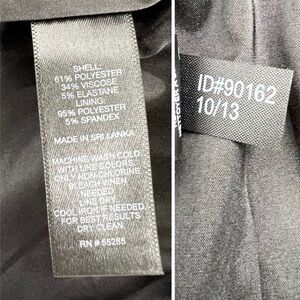 SHELL:
61% POLYESTER
34% VISCOSE
5% ELASTANE
LINING:
95% POLYESTER
5% SPANDEX
MADE IN SRI LANKA
MACHINE WASH COLD
WITH LIKE COLORS.
ONLY NON-CHLORINE
BLEACH WHEN
NEEDED.
LINE DRY.
COOL IRON IF NEEDED.
FOR BEST RESULTS
DRY CLEAN.
RN # 55285
ID#90162
10/13